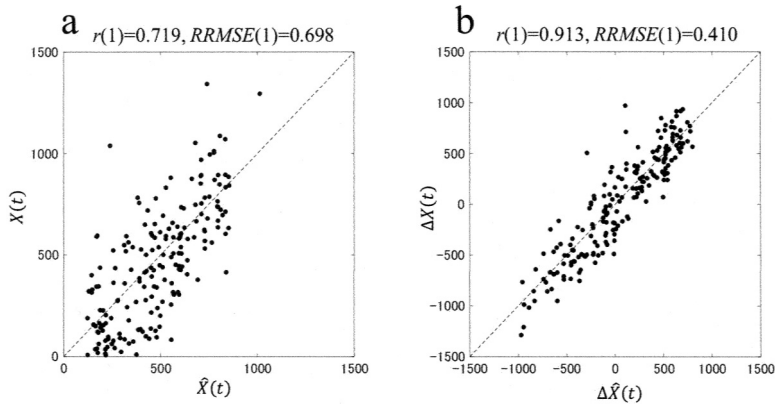 a
r(1)=0.719, RRMSE(1)=0.698
1500
1000
500
0
0 500 1000 1500
X(t)
X̂(t)
b
r(1)=0.913, RRMSE(1)=0.410
1500
1000
500
0
−500
−1000
−1500
−1500 −1000 −500 0 500 1000 1500
ΔX(t)
ΔX̂(t)